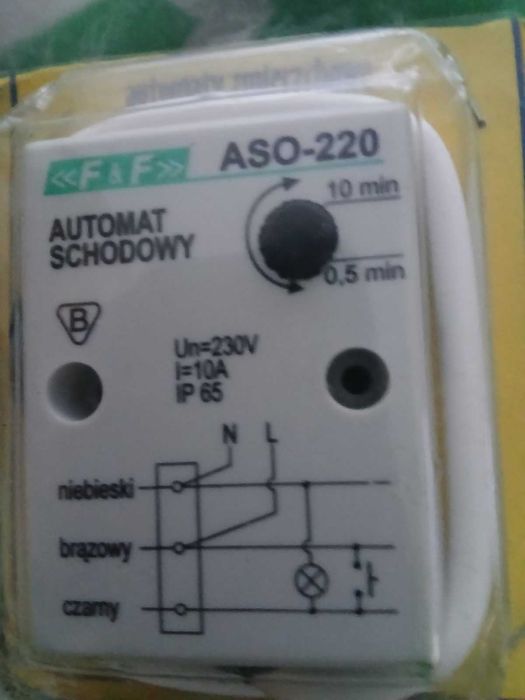 «F&F» ASO-220
10 min
AUTOMAT
SCHODOWY
0,5 min
B
Un=230V
I=10A
IP 65
N L
niebieski
brązowy
czarny